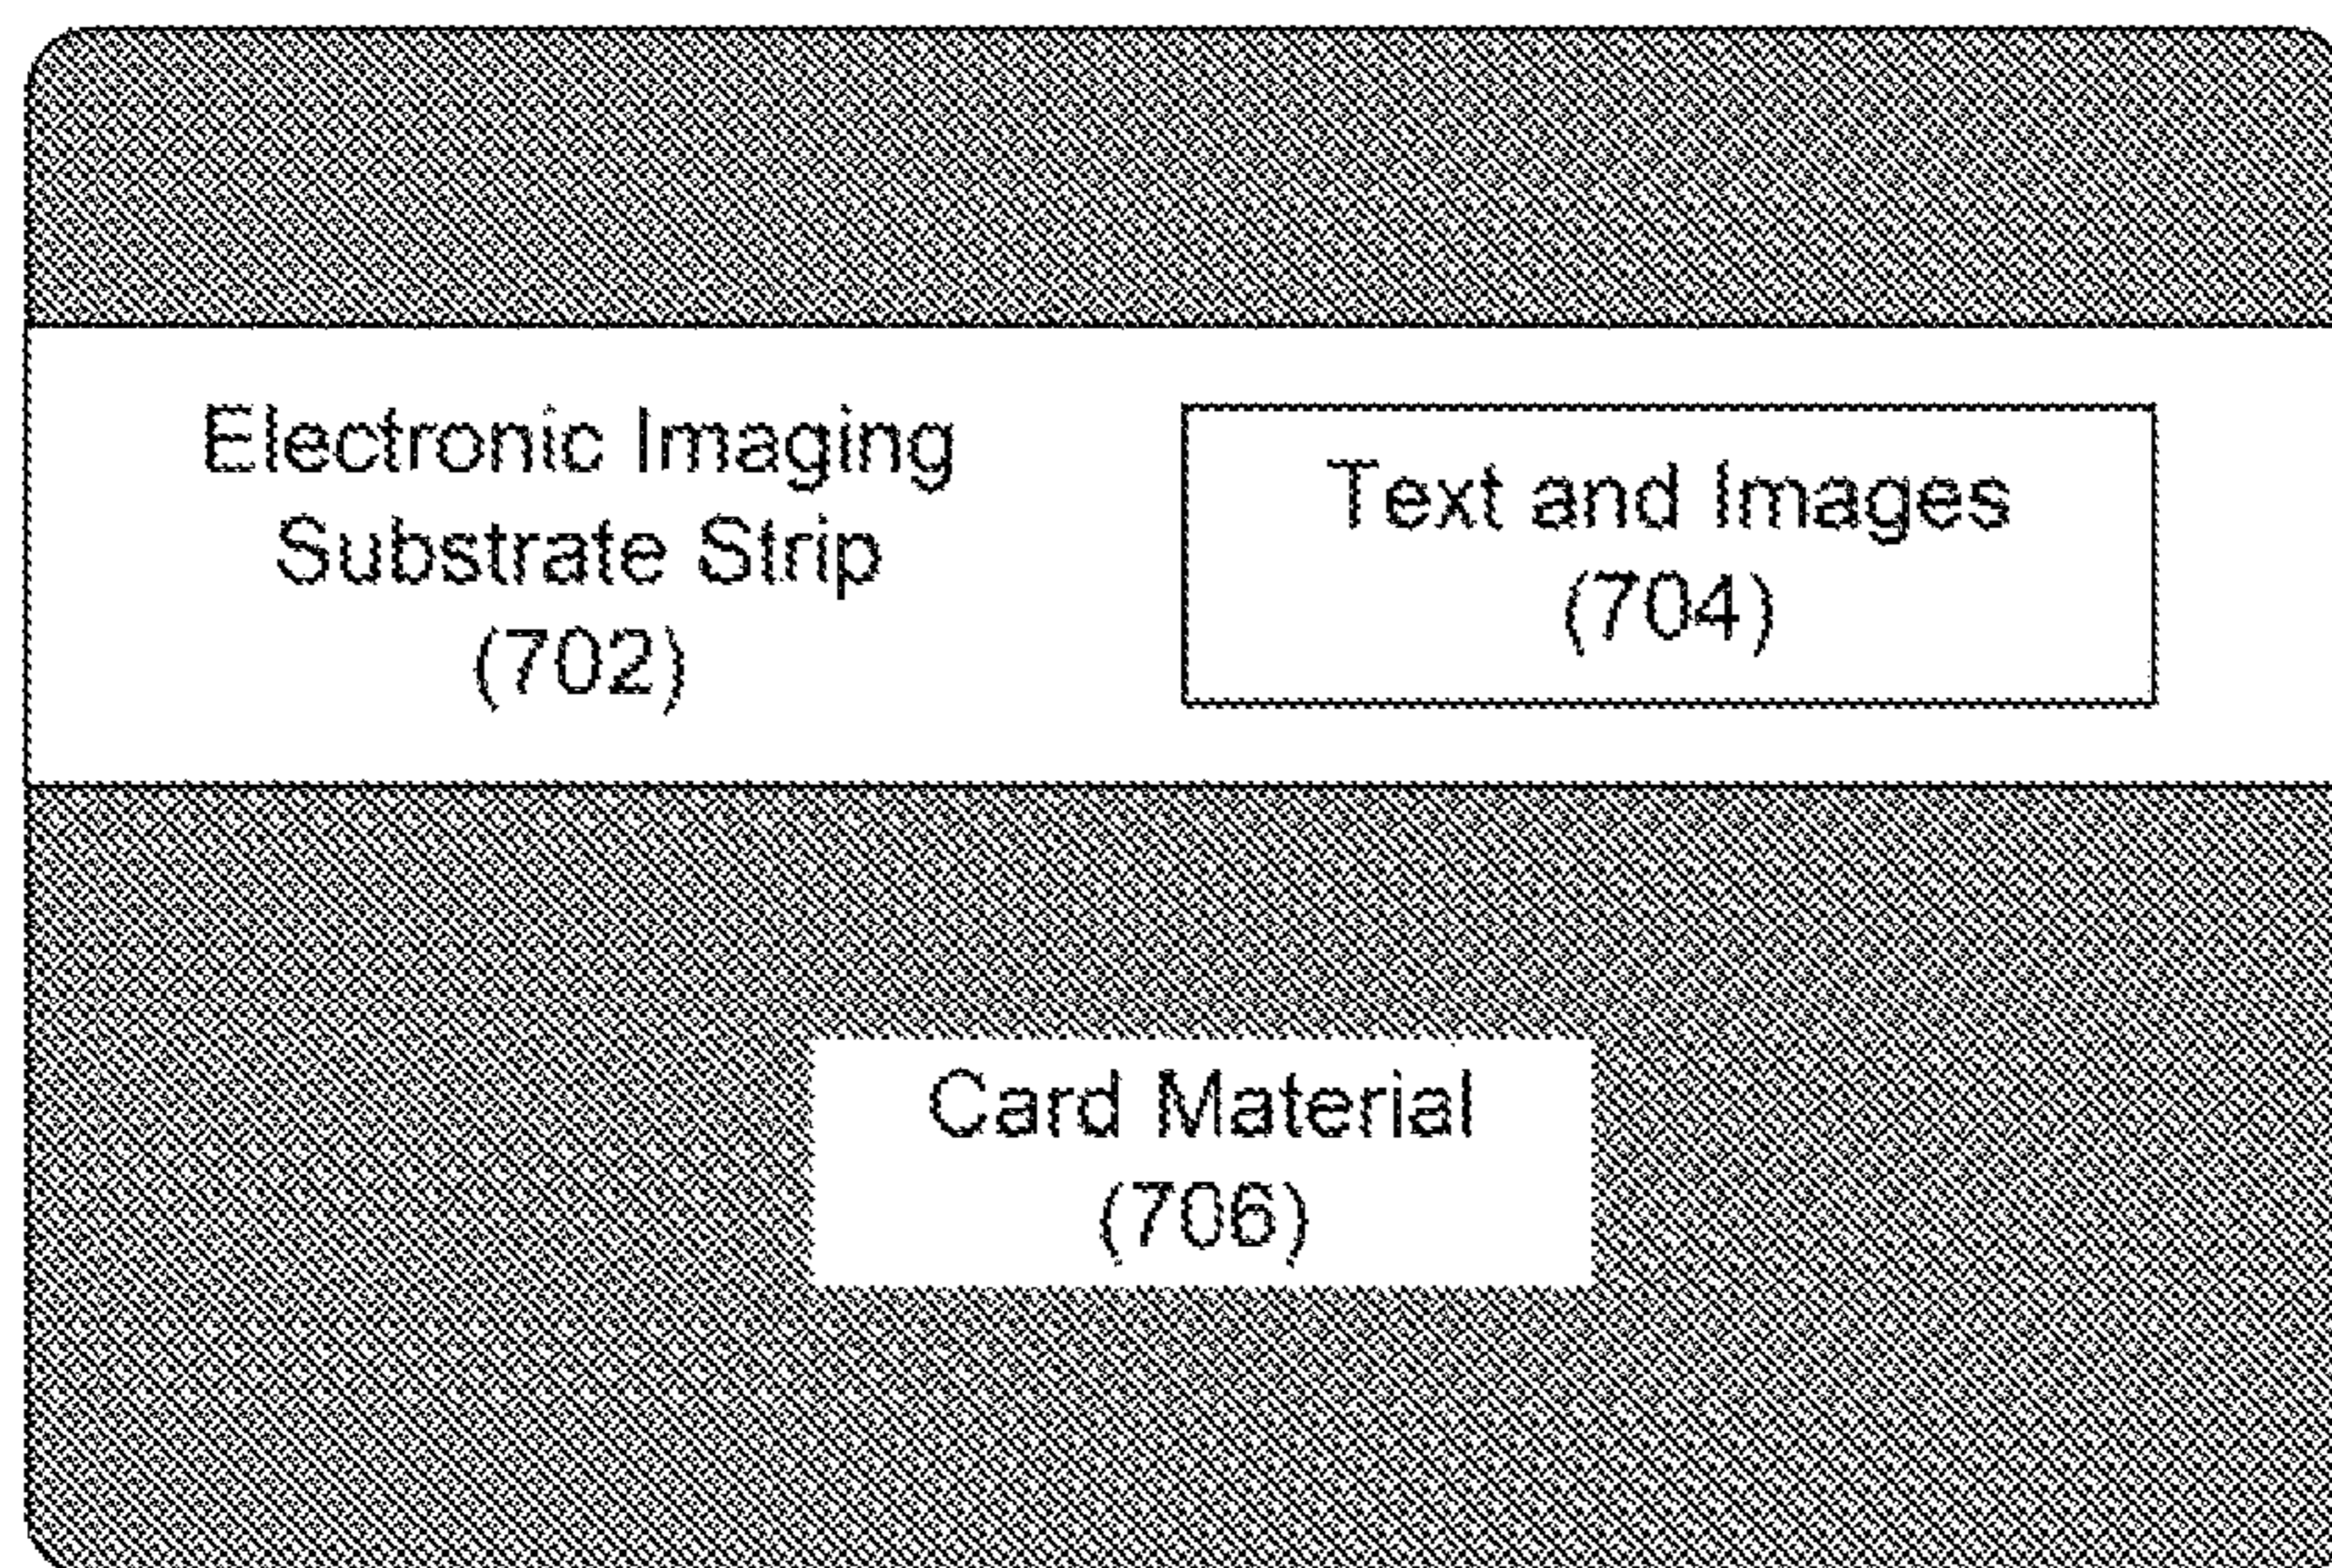 Electronic Imaging
Substrate Strip
(702)
Text and Images
(704)
Card Material
(706)